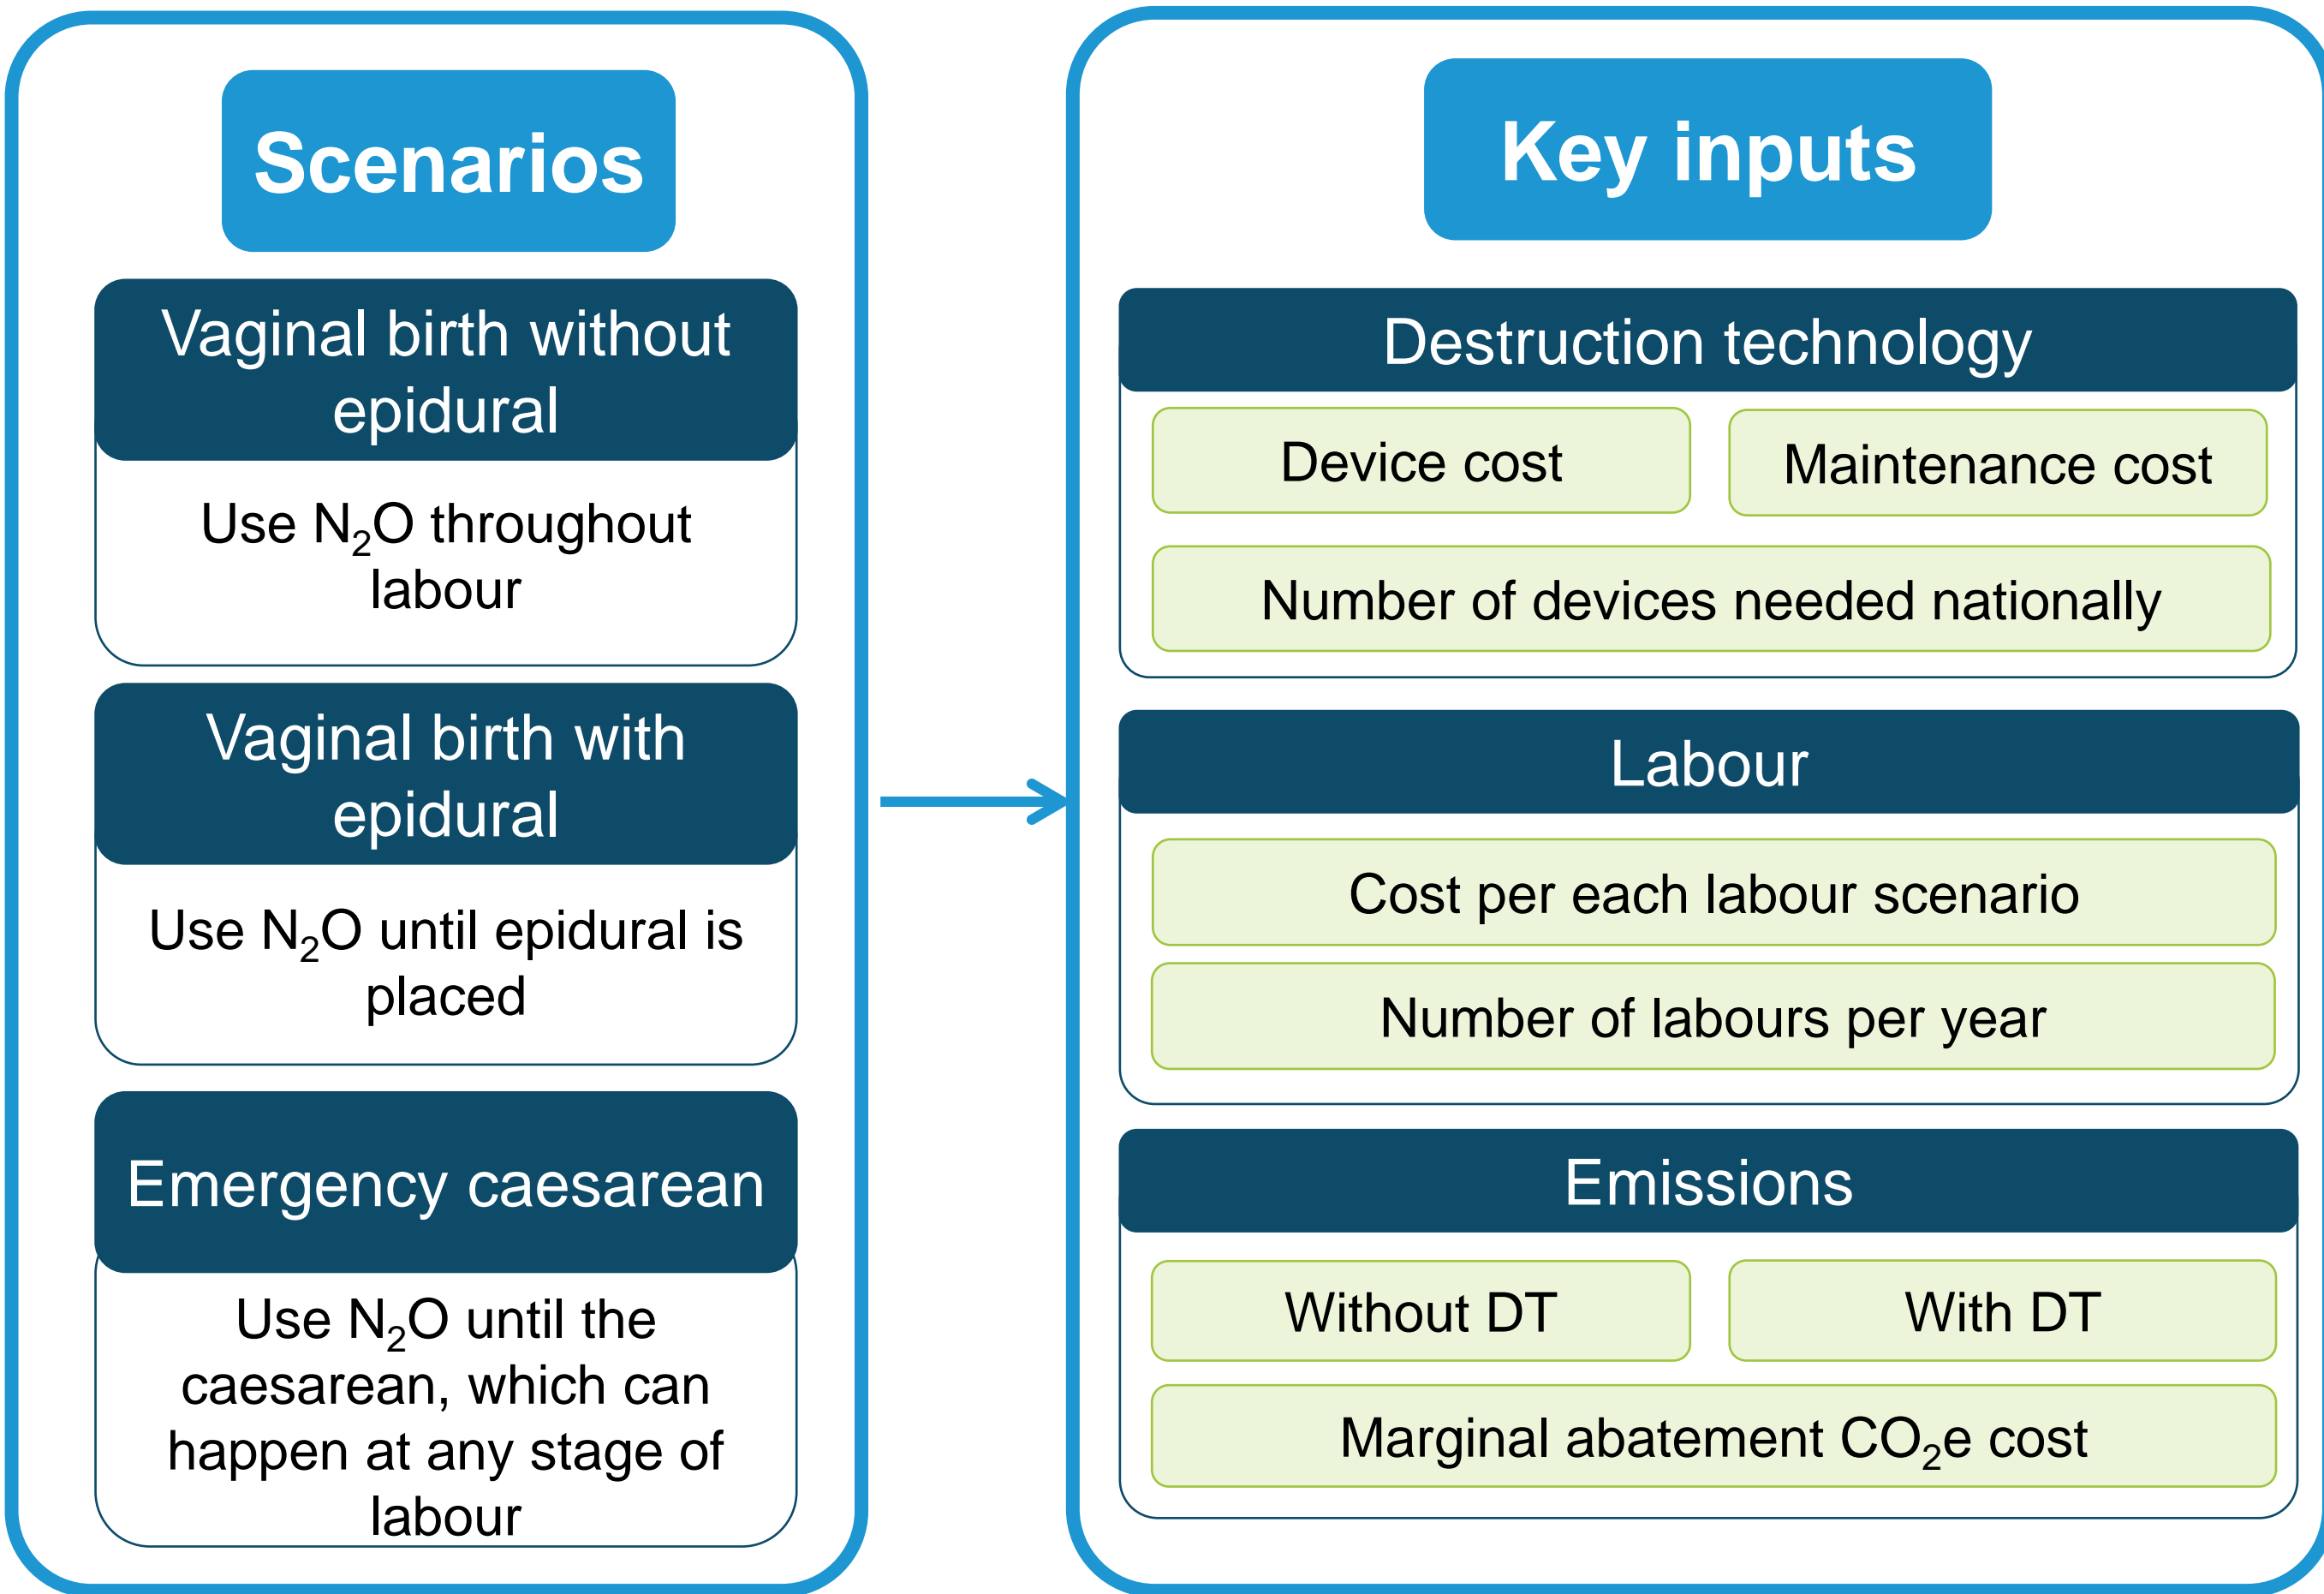 Scenarios
Vaginal birth without
epidural
Use N₂O throughout
labour
Vaginal birth with
epidural
Use N₂O until epidural is
placed
Emergency caesarean
Use N₂O until the
caesarean, which can
happen at any stage of
labour
Key inputs
Destruction technology
Device cost
Maintenance cost
Number of devices needed nationally
Labour
Cost per each labour scenario
Number of labours per year
Emissions
Without DT
With DT
Marginal abatement CO₂e cost